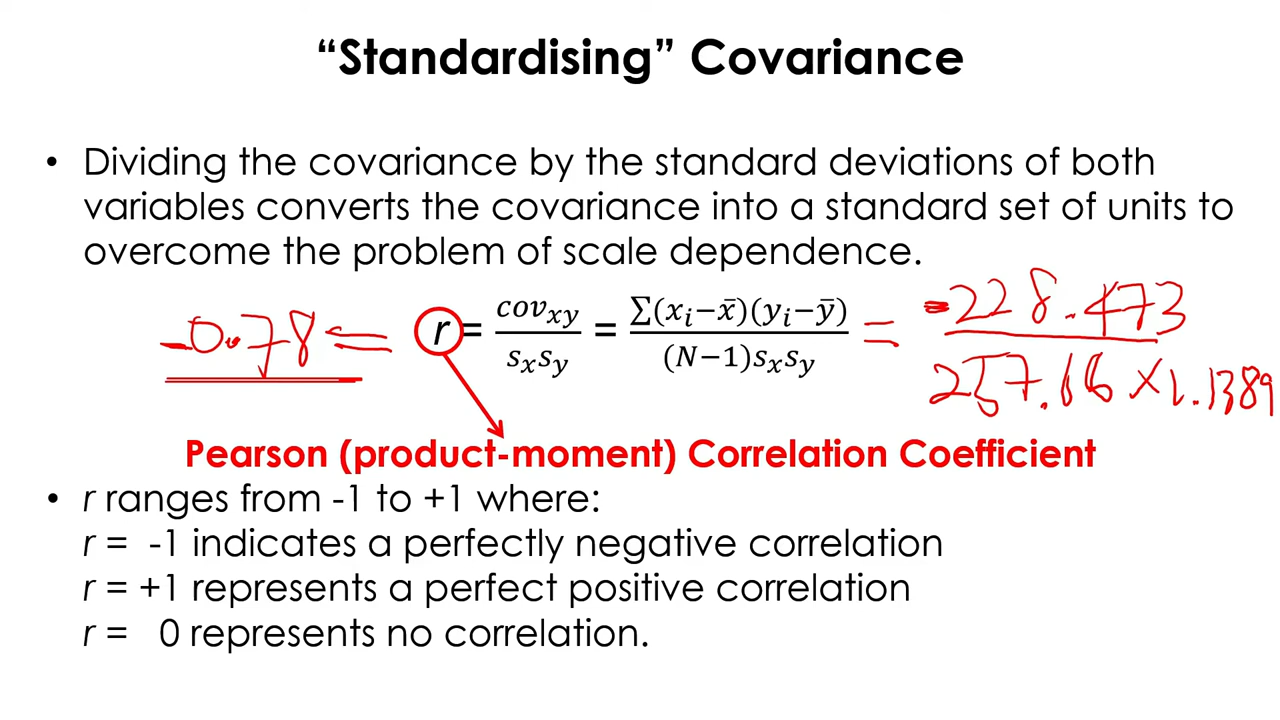 “Standardising” Covariance
• Dividing the covariance by the standard deviations of both
variables converts the covariance into a standard set of units to
overcome the problem of scale dependence.
-0.78 = r = cov_xy / s_x s_y = ∑(x_i−x̄)(y_i−ȳ) / (N−1)s_x s_y = -228.473 / 257.66 × 1.1389
Pearson (product-moment) Correlation Coefficient
• r ranges from -1 to +1 where:
r = -1 indicates a perfectly negative correlation
r = +1 represents a perfect positive correlation
r = 0 represents no correlation.